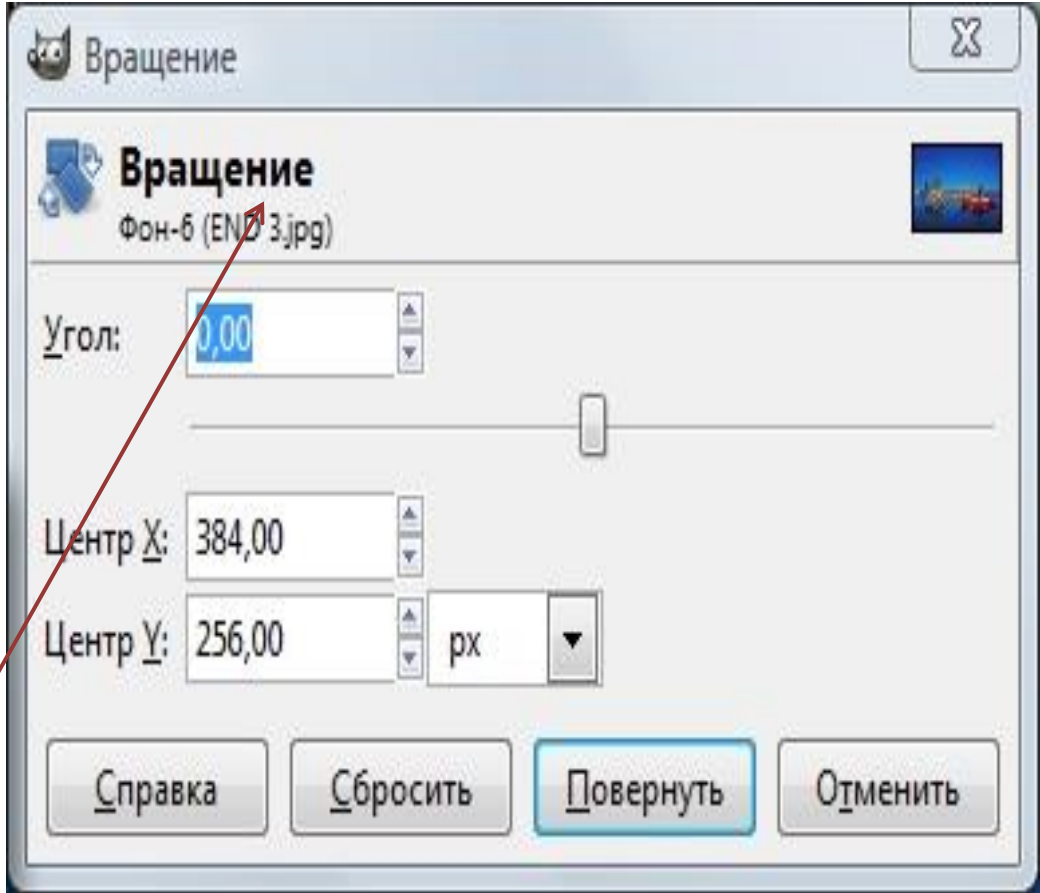 Вращение
Вращение
Фон-6 (END 3.jpg)
Угол: 0,00
Центр X: 384,00
Центр Y: 256,00 px
Справка Сбросить Повернуть Отменить